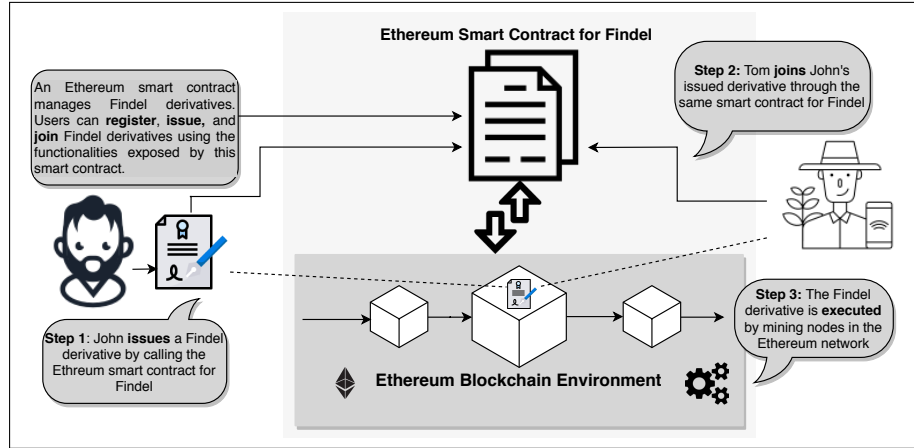 Ethereum Smart Contract for Findel
An Ethereum smart contract
manages Findel derivatives.
Users can register, issue, and
join Findel derivatives using the
functionalities exposed by this
smart contract.
Step 2: Tom joins John's
issued derivative through the
same smart contract for Findel
Step 1: John issues a Findel
derivative by calling the
Ethreum smart contract for
Findel
Step 3: The Findel
derivative is executed
by mining nodes in the
Ethereum network
Ethereum Blockchain Environment